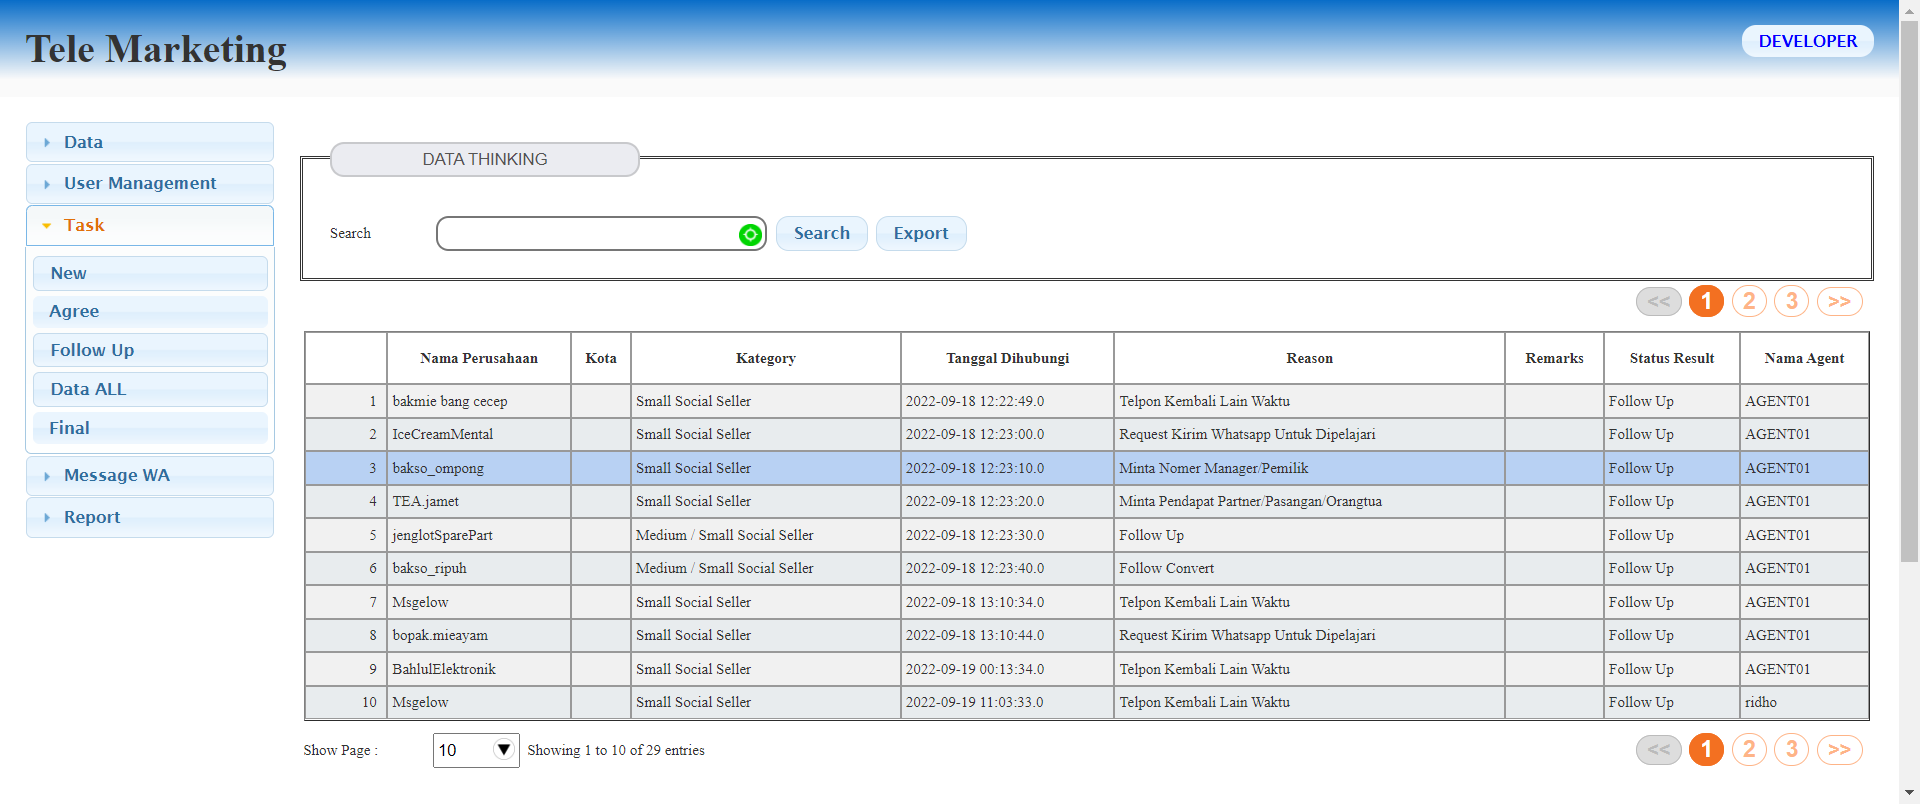 Tele Marketing
DEVELOPER
Data
User Management
Task
New
Agree
Follow Up
Data ALL
Final
Message WA
Report
DATA THINKING
Search
Search
Export
<< 1 2 3 >>
Nama Perusahaan Kota Kategory Tanggal Dihubungi Reason Remarks Status Result Nama Agent
1 bakmie bang cecep Small Social Seller 2022-09-18 12:22:49.0 Telpon Kembali Lain Waktu Follow Up AGENT01
2 IceCreamMental Small Social Seller 2022-09-18 12:23:00.0 Request Kirim Whatsapp Untuk Dipelajari Follow Up AGENT01
3 bakso_ompong Small Social Seller 2022-09-18 12:23:10.0 Minta Nomer Manager/Pemilik Follow Up AGENT01
4 TEA.jamet Small Social Seller 2022-09-18 12:23:20.0 Minta Pendapat Partner/Pasangan/Orangtua Follow Up AGENT01
5 jenglotSparePart Medium / Small Social Seller 2022-09-18 12:23:30.0 Follow Up Follow Up AGENT01
6 bakso_ripuh Medium / Small Social Seller 2022-09-18 12:23:40.0 Follow Convert Follow Up AGENT01
7 Msgelow Small Social Seller 2022-09-18 13:10:34.0 Telpon Kembali Lain Waktu Follow Up AGENT01
8 bopak.mieayam Small Social Seller 2022-09-18 13:10:44.0 Request Kirim Whatsapp Untuk Dipelajari Follow Up AGENT01
9 BahlulElektronik Small Social Seller 2022-09-19 00:13:34.0 Telpon Kembali Lain Waktu Follow Up AGENT01
10 Msgelow Small Social Seller 2022-09-19 11:03:33.0 Telpon Kembali Lain Waktu Follow Up ridho
Show Page : 10 Showing 1 to 10 of 29 entries
<< 1 2 3 >>